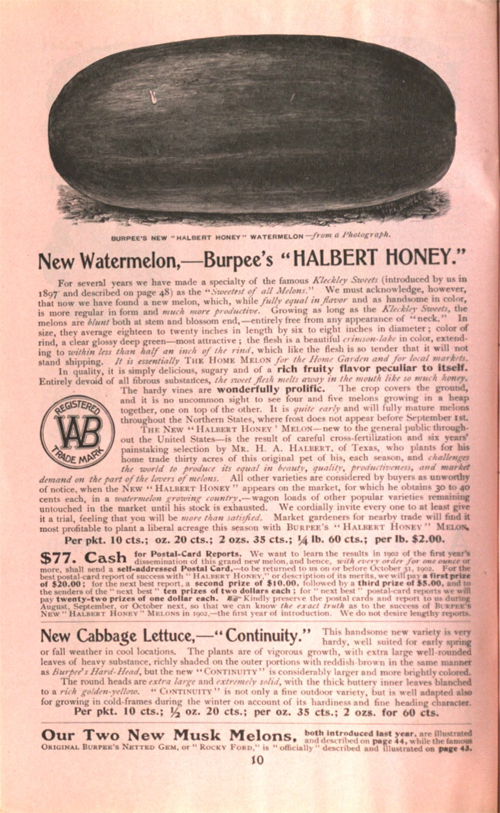 BURPEE'S NEW "HALBERT HONEY" WATERMELON—from a Photograph.
New Watermelon,—Burpee's "HALBERT HONEY."
For several years we have made a specialty of the famous Kleckley Sweets (introduced by us in
1897 and described on page 48) as the "Sweetest of all Melons." We must acknowledge, however,
that now we have found a new melon, which, while fully equal in flavor and as handsome in color,
is more regular in form and much more productive. Growing as long as the Kleckley Sweets, the
melons are blunt both at stem and blossom end,—entirely free from any appearance of "neck." In
size, they average eighteen to twenty inches in length by six to eight inches in diameter; color of
rind, a clear glossy deep green—most attractive; the flesh is a beautiful crimson-lake in color, extend-
ing to within less than half an inch of the rind, which like the flesh is so tender that it will not
stand shipping. It is essentially THE HOME MELON for the Home Garden and for local markets.
In quality, it is simply delicious, sugary and of a rich fruity flavor peculiar to itself.
Entirely devoid of all fibrous substances, the sweet flesh melts away in the mouth like so much honey.
The hardy vines are wonderfully prolific. The crop covers the ground,
and it is no uncommon sight to see four and five melons growing in a heap
together, one on top of the other. It is quite early and will fully mature melons
throughout the Northern States, where frost does not appear before September 1st.
REGISTERED
WAB
TRADE MARK
THE NEW "HALBERT HONEY" MELON—new to the general public through-
out the United States—is the result of careful cross-fertilization and six years'
painstaking selection by MR. H. A. HALBERT, of Texas, who plants for his
home trade thirty acres of this original pet of his, each season, and challenges
the world to produce its equal in beauty, quality, productiveness, and market
demand on the part of the lovers of melons. All other varieties are considered by buyers as unworthy
of notice, when the NEW "HALBERT HONEY" appears on the market, for which he obtains 30 to 40
cents each, in a watermelon growing country,—wagon loads of other popular varieties remaining
untouched in the market until his stock is exhausted. We cordially invite every one to at least give
it a trial, feeling that you will be more than satisfied. Market gardeners for nearby trade will find it
most profitable to plant a liberal acreage this season with BURPEE'S "HALBERT HONEY" MELON.
Per pkt. 10 cts.; oz. 20 cts.; 2 ozs. 35 cts.; ¼ lb. 60 cts.; per lb. $2.00.
$77. Cash for Postal-Card Reports. We want to learn the results in 1902 of the first year's
dissemination of this grand new melon, and hence, with every order for one ounce or
more, shall send a self-addressed Postal Card,—to be returned to us on or before October 31, 1902. For the
best postal-card report of success with "HALBERT HONEY," or description of its merits, we will pay a first prize
of $20.00; for the next best report, a second prize of $10.00, followed by a third prize of $5.00, and to
the senders of the "next best" ten prizes of two dollars each; for "next best" postal-card reports we will
pay twenty-two prizes of one dollar each. ☞ Kindly preserve the postal cards and report to us during
August, September, or October next, so that we can know the exact truth as to the success of BURPEE'S
NEW "HALBERT HONEY" MELONS in 1902,—the first year of introduction. We do not desire lengthy reports.
New Cabbage Lettuce,—"Continuity." This handsome new variety is very
hardy, well suited for early spring
or fall weather in cool locations. The plants are of vigorous growth, with extra large well-rounded
leaves of heavy substance, richly shaded on the outer portions with reddish brown in the same manner
as Burpee's Hard-Head, but the new "CONTINUITY" is considerably larger and more brightly colored.
The round heads are extra large and extremely solid, with the thick buttery inner leaves blanched
to a rich golden-yellow. "CONTINUITY" is not only a fine outdoor variety, but is well adapted also
for growing in cold-frames during the winter on account of its hardiness and fine heading character.
Per pkt. 10 cts.; ½ oz. 20 cts.; per oz. 35 cts.; 2 ozs. for 60 cts.
Our Two New Musk Melons, both introduced last year, are illustrated
and described on page 44, while the famous
ORIGINAL BURPEE'S NETTED GEM, or "ROCKY FORD," is "officially" described and illustrated on page 43.
10